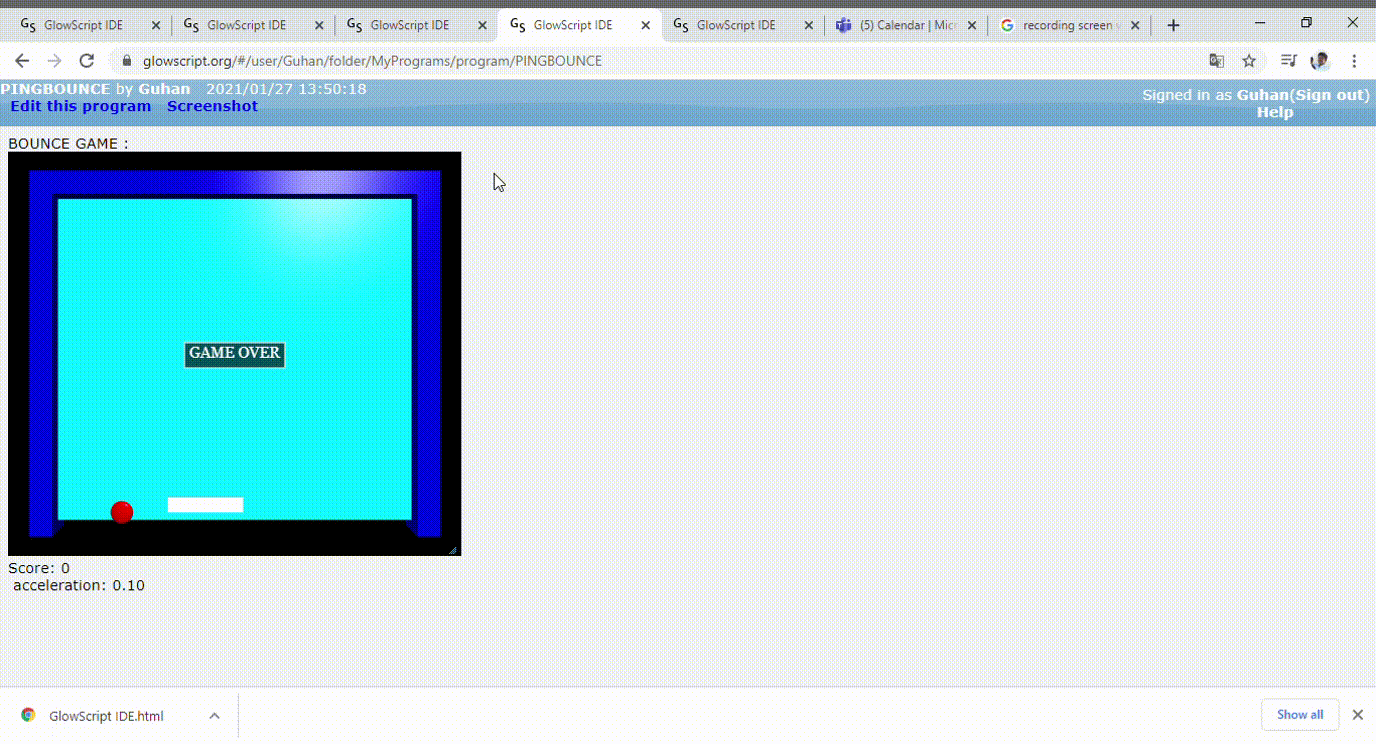 GlowScript IDE
GlowScript IDE
GlowScript IDE
GlowScript IDE
GlowScript IDE
(5) Calendar | Micr
recording screen v
glowscript.org/#/user/Guhan/folder/MyPrograms/program/PINGBOUNCE
PINGBOUNCE by Guhan 2021/01/27 13:50:18
Edit this program Screenshot
Signed in as Guhan(Sign out)
Help
BOUNCE GAME :
GAME OVER
Score: 0
acceleration: 0.10
GlowScript IDE.html
Show all